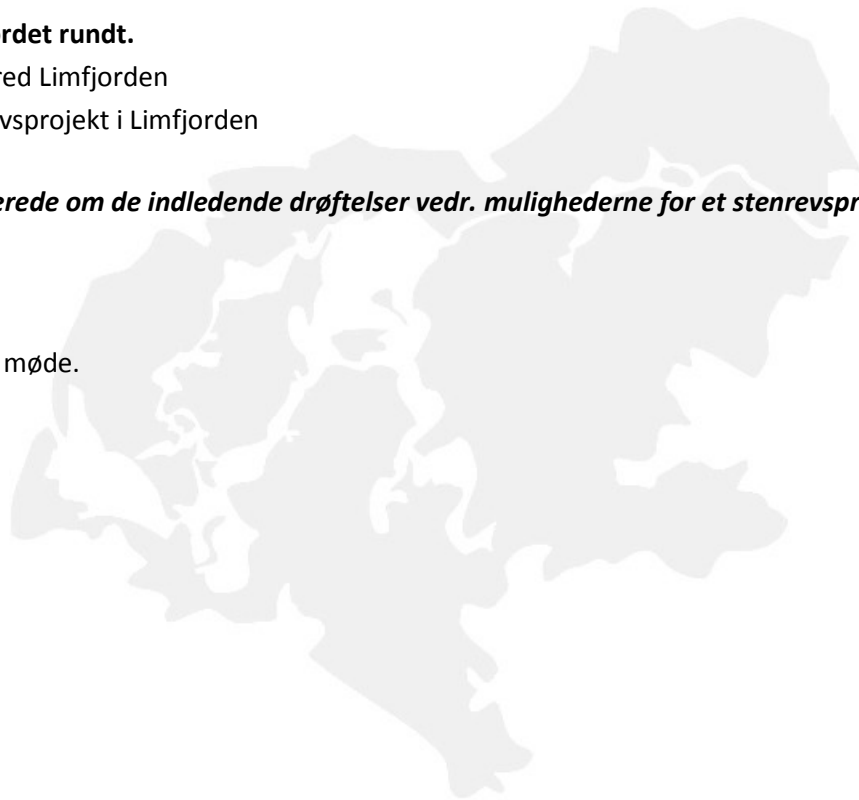 rdet rundt.
red Limfjorden
vsprojekt i Limfjorden
erede om de indledende drøftelser vedr. mulighederne for et stenrevspr
møde.